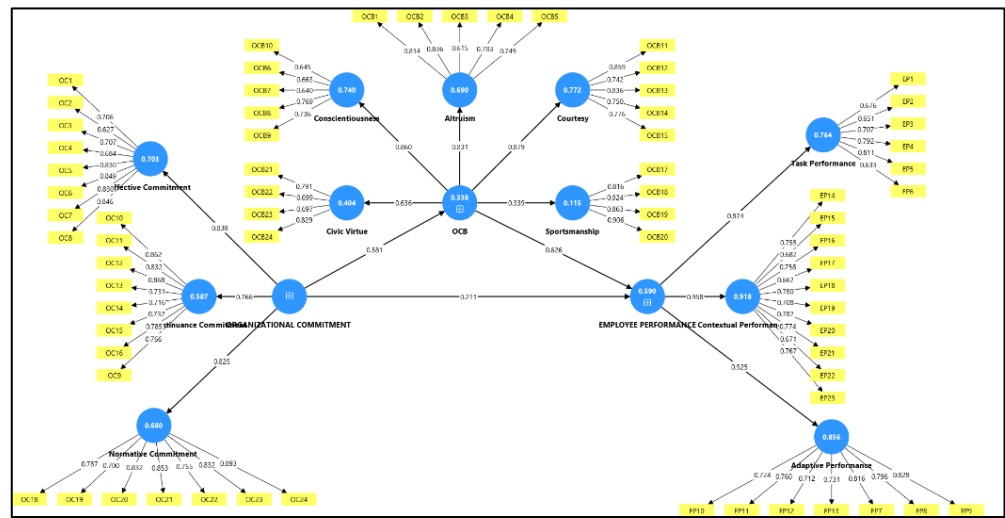 OCB1 OCB2 OCB3 OCB4 OCB5
0.814 0.836 0.615 0.783 0.749
0.690
Altruism
OCB10
OCB6
OCB7
OCB8
OCB9
0.645
0.663
0.640
0.769
0.736
0.740
Conscientiousness
OCB11
OCB12
OCB13
OCB14
OCB15
0.859
0.742
0.836
0.750
0.776
0.772
Courtesy
0.860
0.831
0.879
OC1
OC2
OC3
OC4
OC5
OC6
OC7
OC8
0.706
0.627
0.707
0.684
0.830
0.849
0.830
0.846
0.703
ffective Commitment
EP1
EP2
EP3
EP4
EP5
EP6
0.676
0.651
0.707
0.792
0.811
0.633
0.764
Task Performance
OCB21
OCB22
OCB23
OCB24
0.791
0.699
0.697
0.829
0.404
Civic Virtue
0.636
0.338
OCB
0.339
0.115
Sportsmanship
OCB17
OCB18
OCB19
OCB20
0.816
0.924
0.863
0.906
0.838
0.581
0.626
0.874
OC10
OC11
OC12
OC13
OC14
OC15
OC16
OC9
0.862
0.832
0.868
0.731
0.716
0.732
0.785
0.766
0.587
0.766
ORGANIZATIONAL COMMITMENT
0.211
0.590
EMPLOYEE PERFORMANCE
0.958
0.918
Contextual Performan
EP14
EP15
EP16
EP17
EP18
EP19
EP20
EP21
EP22
EP23
0.755
0.682
0.758
0.662
0.780
0.708
0.782
0.774
0.671
0.767
0.825
0.925
0.680
Normative Commitment
0.787 0.700 0.832 0.853 0.755 0.832 0.893
OC18 OC19 OC20 OC21 OC22 OC23 OC24
0.856
Adaptive Performance
0.724 0.760 0.712 0.731 0.816 0.796 0.828
EP10 EP11 EP12 EP13 EP7 EP8 EP9